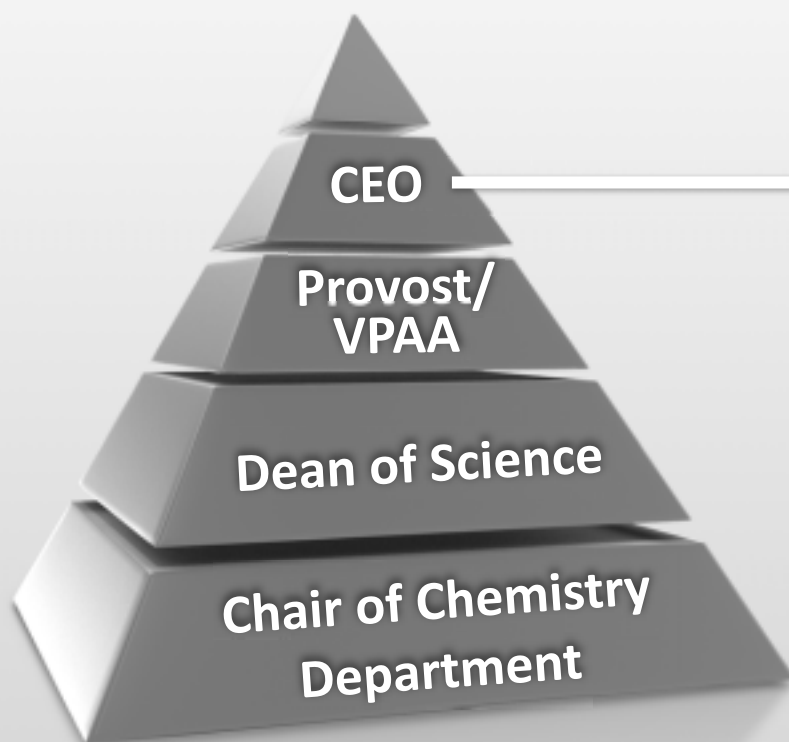 CEO
Provost/
VPAA
Dean of Science
Chair of Chemistry
Department